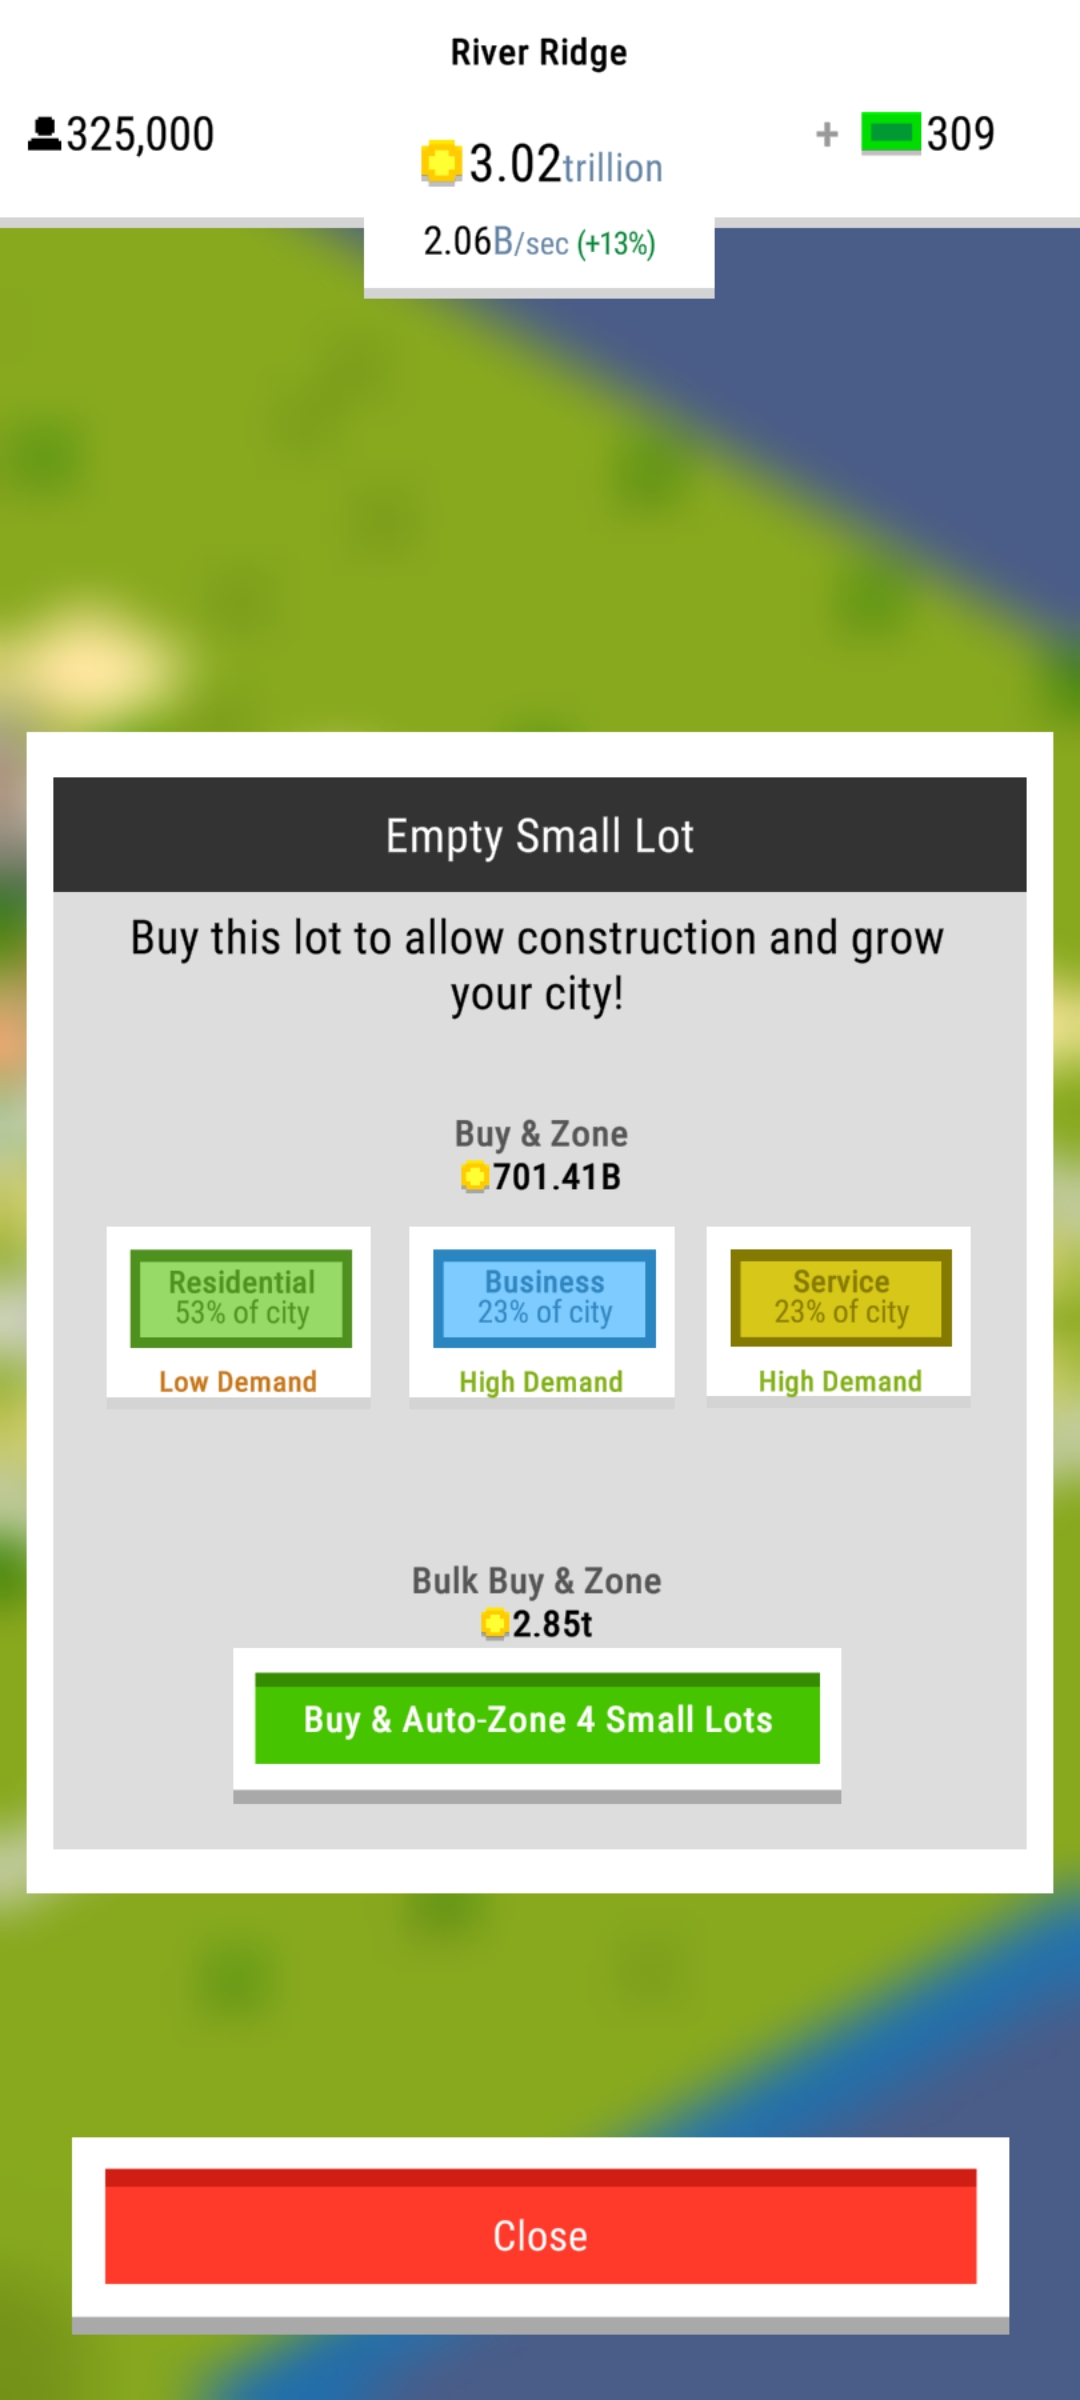 River Ridge
325,000
3.02trillion
+ 309
2.06B/sec (+13%)
Empty Small Lot
Buy this lot to allow construction and grow
your city!
Buy & Zone
701.41B
Residential
53% of city
Low Demand
Business
23% of city
High Demand
Service
23% of city
High Demand
Bulk Buy & Zone
2.85t
Buy & Auto-Zone 4 Small Lots
Close